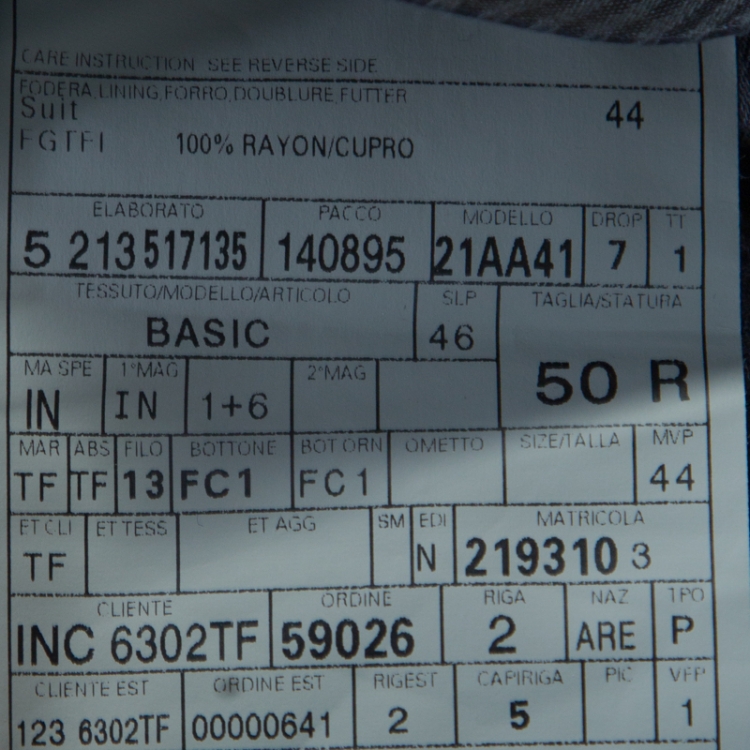 CARE INSTRUCTION SEE REVERSE SIDE
FODERA,LINING,FORRO,DOUBLURE,FUTTER
Suit 44
FGTFI 100% RAYON/CUPRO
ELABORATO PACCO MODELLO DROP TT
5 213517135 140895 21AA41 7 1
TESSUTO/MODELLO/ARTICOLO SLP TAGLIA/STATURA
BASIC 46
MA SPE 1°MAG 2°MAG
50 R
IN IN 1+6
MAR ABS FILO BOTTONE BOT ORN OMETTO SIZE/TALLA MVP
TF TF 13 FC1 FC1 44
ET CLI ET TESS ET AGG SM EDI MATRICOLA
TF N 219310 3
CLIENTE ORDINE RIGA NAZ TPO
INC 6302TF 59026 2 ARE P
CLIENTE EST ORDINE EST RIGEST CAPIRIGA PIC VFP
123 6302TF 00000641 2 5 1